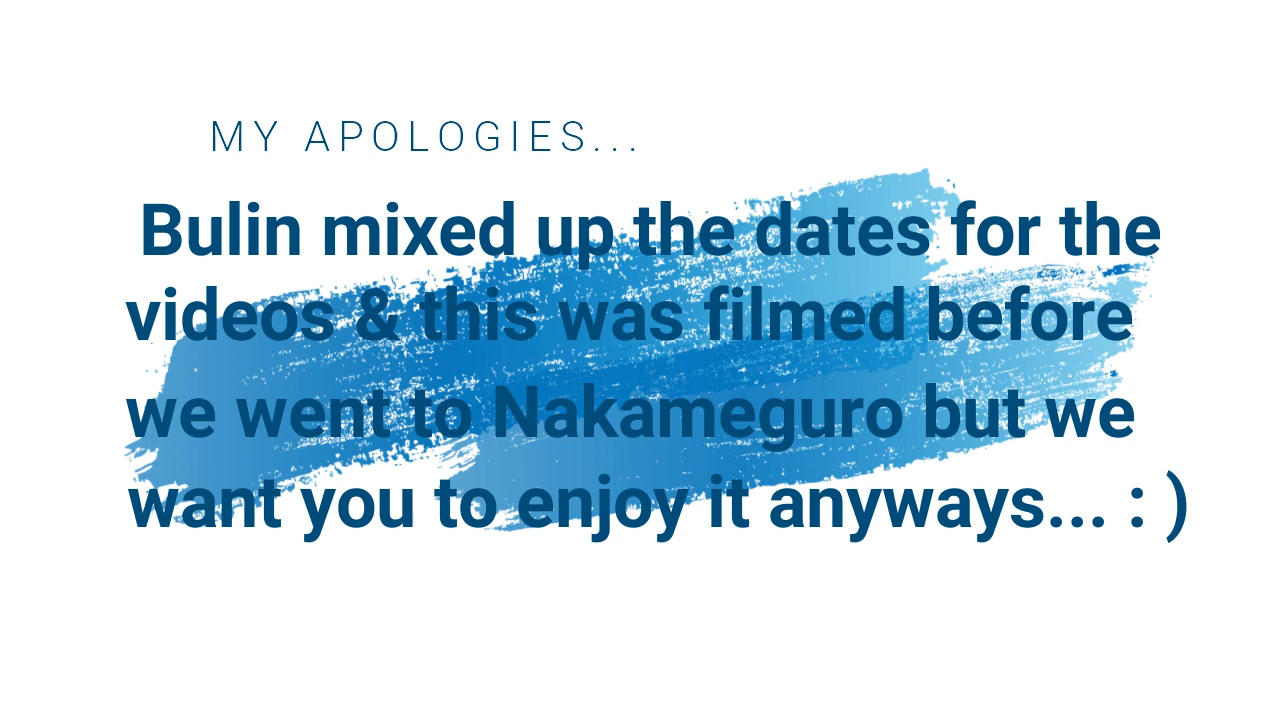 MY APOLOGIES...
Bulin mixed up the dates for the
videos & this was filmed before
we went to Nakameguro but we
want you to enjoy it anyways... : )